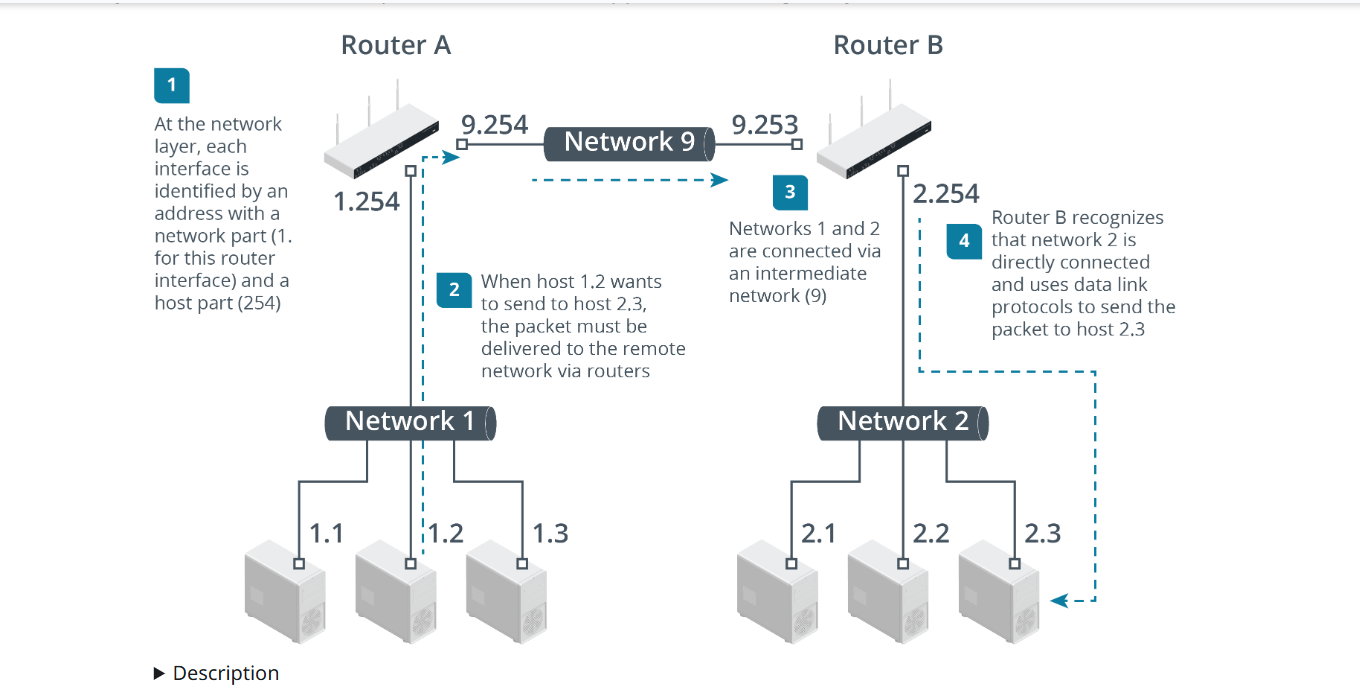 Router A
Router B
1
At the network
layer, each
interface is
identified by an
address with a
network part (1.
for this router
interface) and a
host part (254)
9.254
Network 9
9.253
1.254
2.254
2
When host 1.2 wants
to send to host 2.3,
the packet must be
delivered to the remote
network via routers
3
Networks 1 and 2
are connected via
an intermediate
network (9)
4
Router B recognizes
that network 2 is
directly connected
and uses data link
protocols to send the
packet to host 2.3
Network 1
Network 2
1.1
1.2
1.3
2.1
2.2
2.3
Description